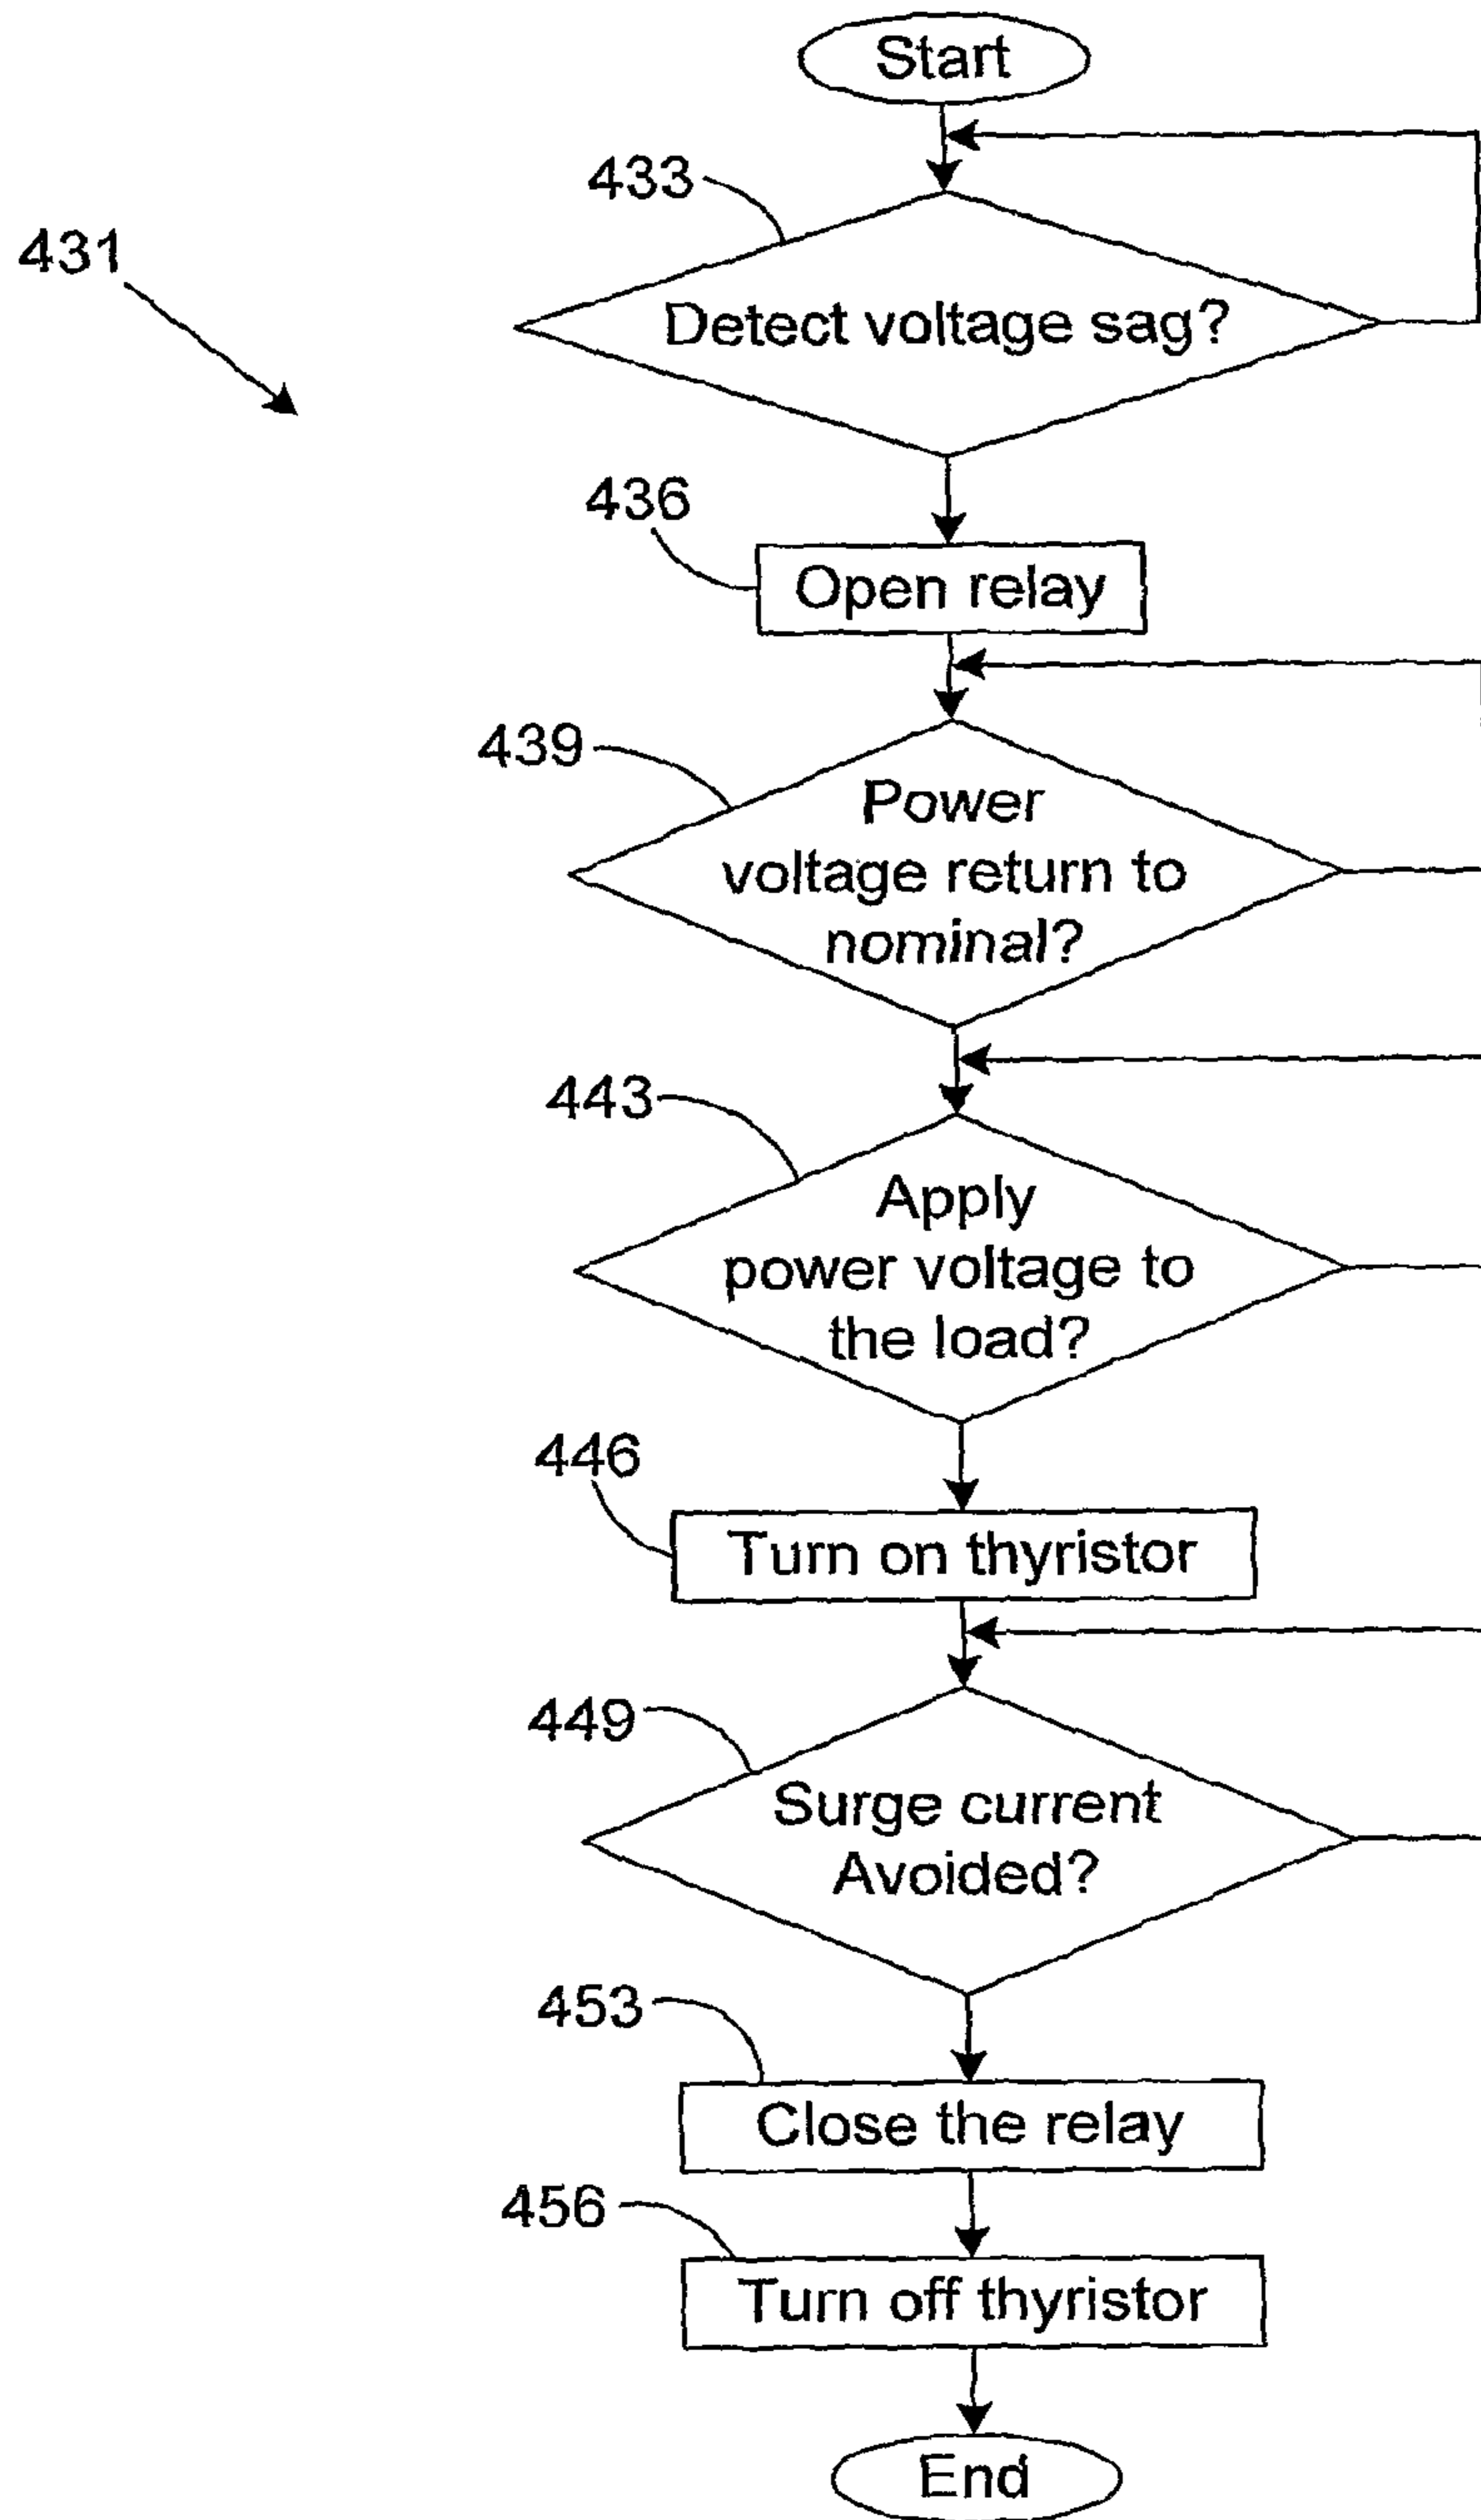 Start
433
431
Detect voltage sag?
436
Open relay
439
Power
voltage return to
nominal?
443
Apply
power voltage to
the load?
446
Turn on thyristor
449
Surge current
Avoided?
453
Close the relay
456
Turn off thyristor
End